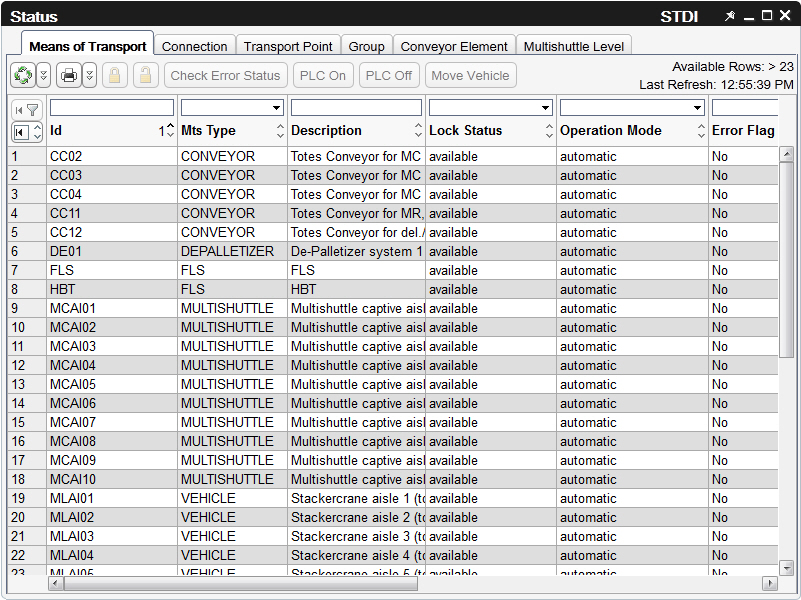 Status STDI
Means of Transport Connection Transport Point Group Conveyor Element Multishuttle Level
Check Error Status PLC On PLC Off Move Vehicle Available Rows: > 23
Last Refresh: 12:55:39 PM
Id 1 Mts Type Description Lock Status Operation Mode Error Flag
1 CC02 CONVEYOR Totes Conveyor for MC available automatic No
2 CC03 CONVEYOR Totes Conveyor for MC available automatic No
3 CC04 CONVEYOR Totes Conveyor for MC available automatic No
4 CC11 CONVEYOR Totes Conveyor for MR, available automatic No
5 CC12 CONVEYOR Totes Conveyor for del./ available automatic No
6 DE01 DEPALLETIZER De-Palletizer system 1 available automatic No
7 FLS FLS FLS available automatic No
8 HBT FLS HBT available automatic No
9 MCAI01 MULTISHUTTLE Multishuttle captive aisl available automatic No
10 MCAI02 MULTISHUTTLE Multishuttle captive aisl available automatic No
11 MCAI03 MULTISHUTTLE Multishuttle captive aisl available automatic No
12 MCAI04 MULTISHUTTLE Multishuttle captive aisl available automatic No
13 MCAI05 MULTISHUTTLE Multishuttle captive aisl available automatic No
14 MCAI06 MULTISHUTTLE Multishuttle captive aisl available automatic No
15 MCAI07 MULTISHUTTLE Multishuttle captive aisl available automatic No
16 MCAI08 MULTISHUTTLE Multishuttle captive aisl available automatic No
17 MCAI09 MULTISHUTTLE Multishuttle captive aisl available automatic No
18 MCAI10 MULTISHUTTLE Multishuttle captive aisl available automatic No
19 MLAI01 VEHICLE Stackercrane aisle 1 (to available automatic No
20 MLAI02 VEHICLE Stackercrane aisle 2 (to available automatic No
21 MLAI03 VEHICLE Stackercrane aisle 3 (to available automatic No
22 MLAI04 VEHICLE Stackercrane aisle 4 (to available automatic No
23 MLAI05 VEHICLE Stackercrane aisle 5 (to available automatic No